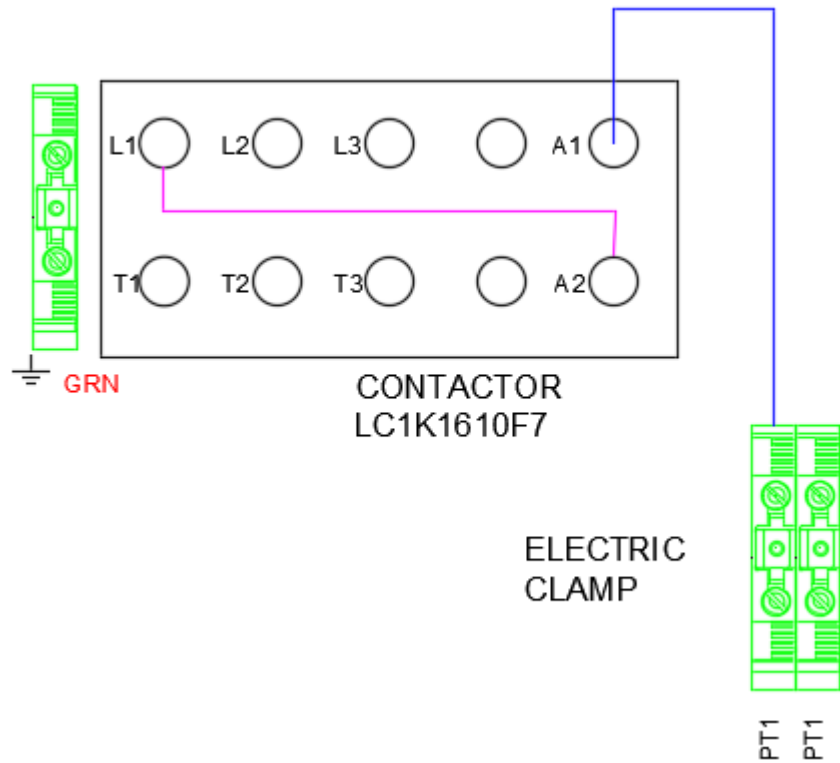 L1 L2 L3 A1
T1 T2 T3 A2
GRN
CONTACTOR
LC1K1610F7
ELECTRIC
CLAMP
PT1
PT1